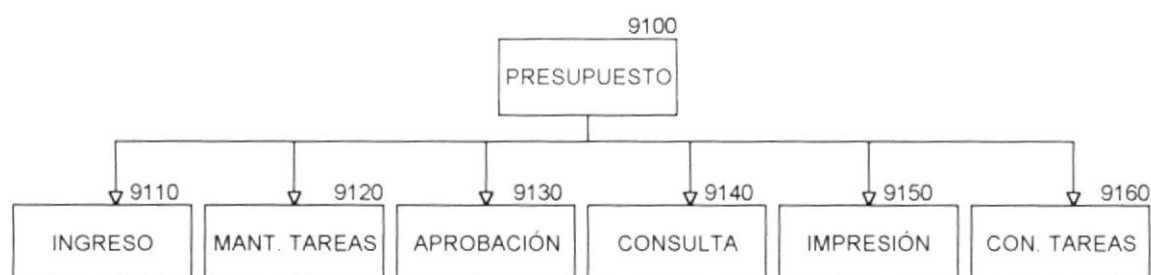 9100
PRESUPUESTO
9110 9120 9130 9140 9150 9160
INGRESO MANT. TAREAS APROBACIÓN CONSULTA IMPRESIÓN CON. TAREAS